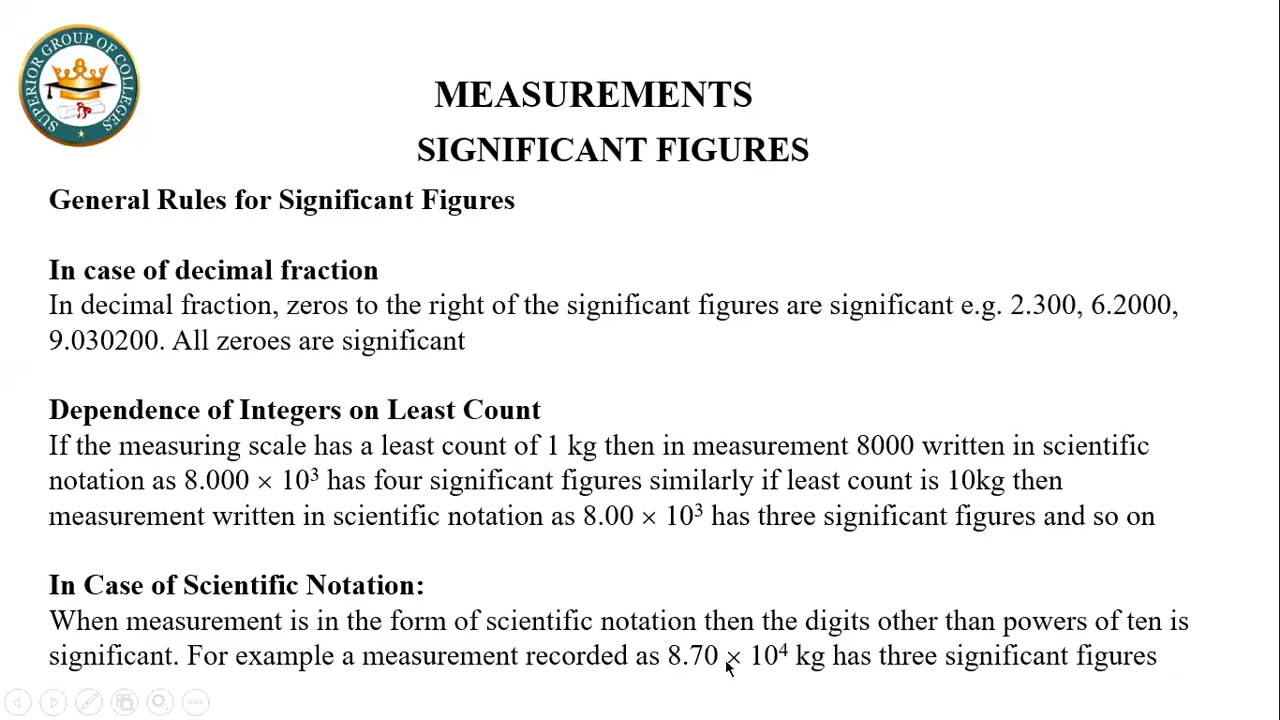 SUPERIOR GROUP OF COLLEGES
MEASUREMENTS
SIGNIFICANT FIGURES
General Rules for Significant Figures
In case of decimal fraction
In decimal fraction, zeros to the right of the significant figures are significant e.g. 2.300, 6.2000,
9.030200. All zeroes are significant
Dependence of Integers on Least Count
If the measuring scale has a least count of 1 kg then in measurement 8000 written in scientific
notation as 8.000 × 10³ has four significant figures similarly if least count is 10kg then
measurement written in scientific notation as 8.00 × 10³ has three significant figures and so on
In Case of Scientific Notation:
When measurement is in the form of scientific notation then the digits other than powers of ten is
significant. For example a measurement recorded as 8.70 × 10⁴ kg has three significant figures